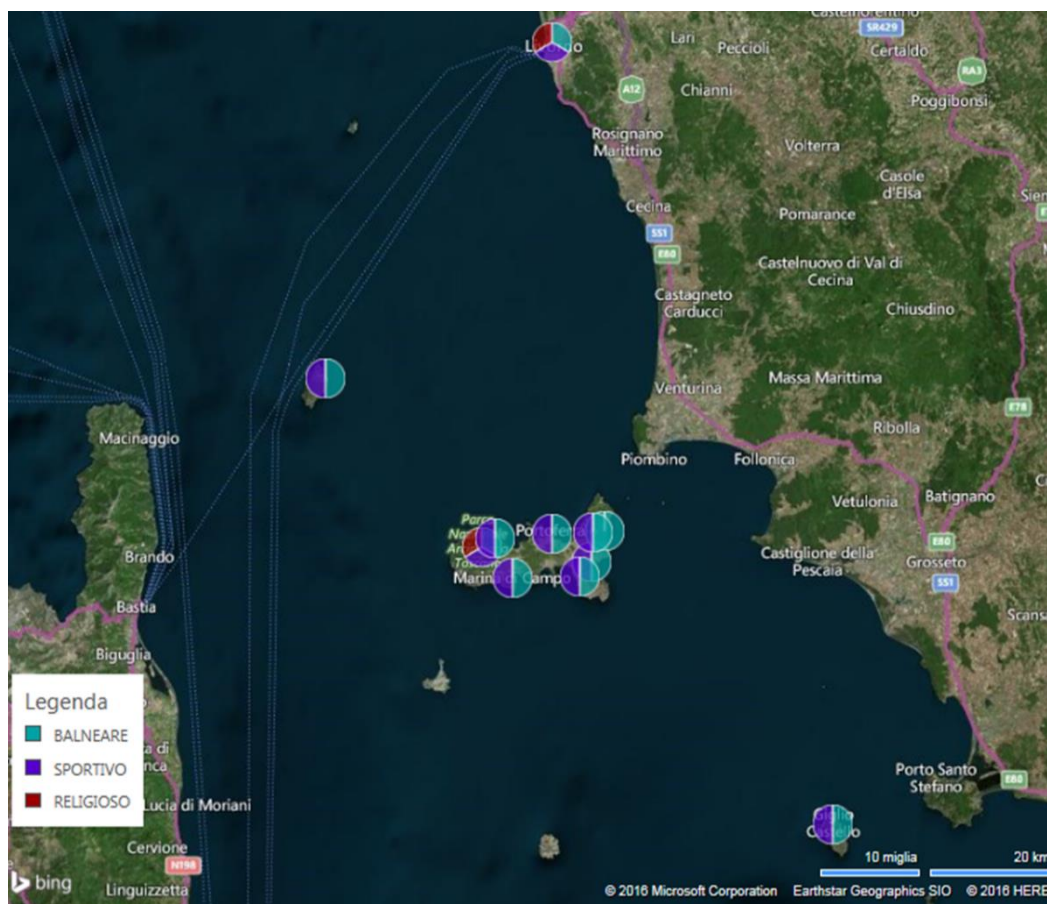 Castelfiorentino
SR429
Lari
Peccioli
Certaldo
RA3
A12
Chianni
Poggibonsi
Rosignano
Marittimo
Volterra
Casole
d'Elsa
Cecina
Pomarance
SS1
E80
Castelnuovo di Val di
Cecina
Castagneto
Carducci
Chiusdino
Venturina
Massa Marittima
E78
Macinaggio
Ribolla
Piombino
Follonica
Vetulonia
Batignano
Brando
Marina di Campo
Castiglione della
Pescaia
E80
Grosseto
SS1
Bastia
Biguglia
Legenda
BALNEARE
SPORTIVO
RELIGIOSO
Lucia di Moriani
Porto Santo
Stefano
E80
Cervione
N198
Linguizzetta
bing
10 miglia
20 km
© 2016 Microsoft Corporation Earthstar Geographics SIO © 2016 HERE